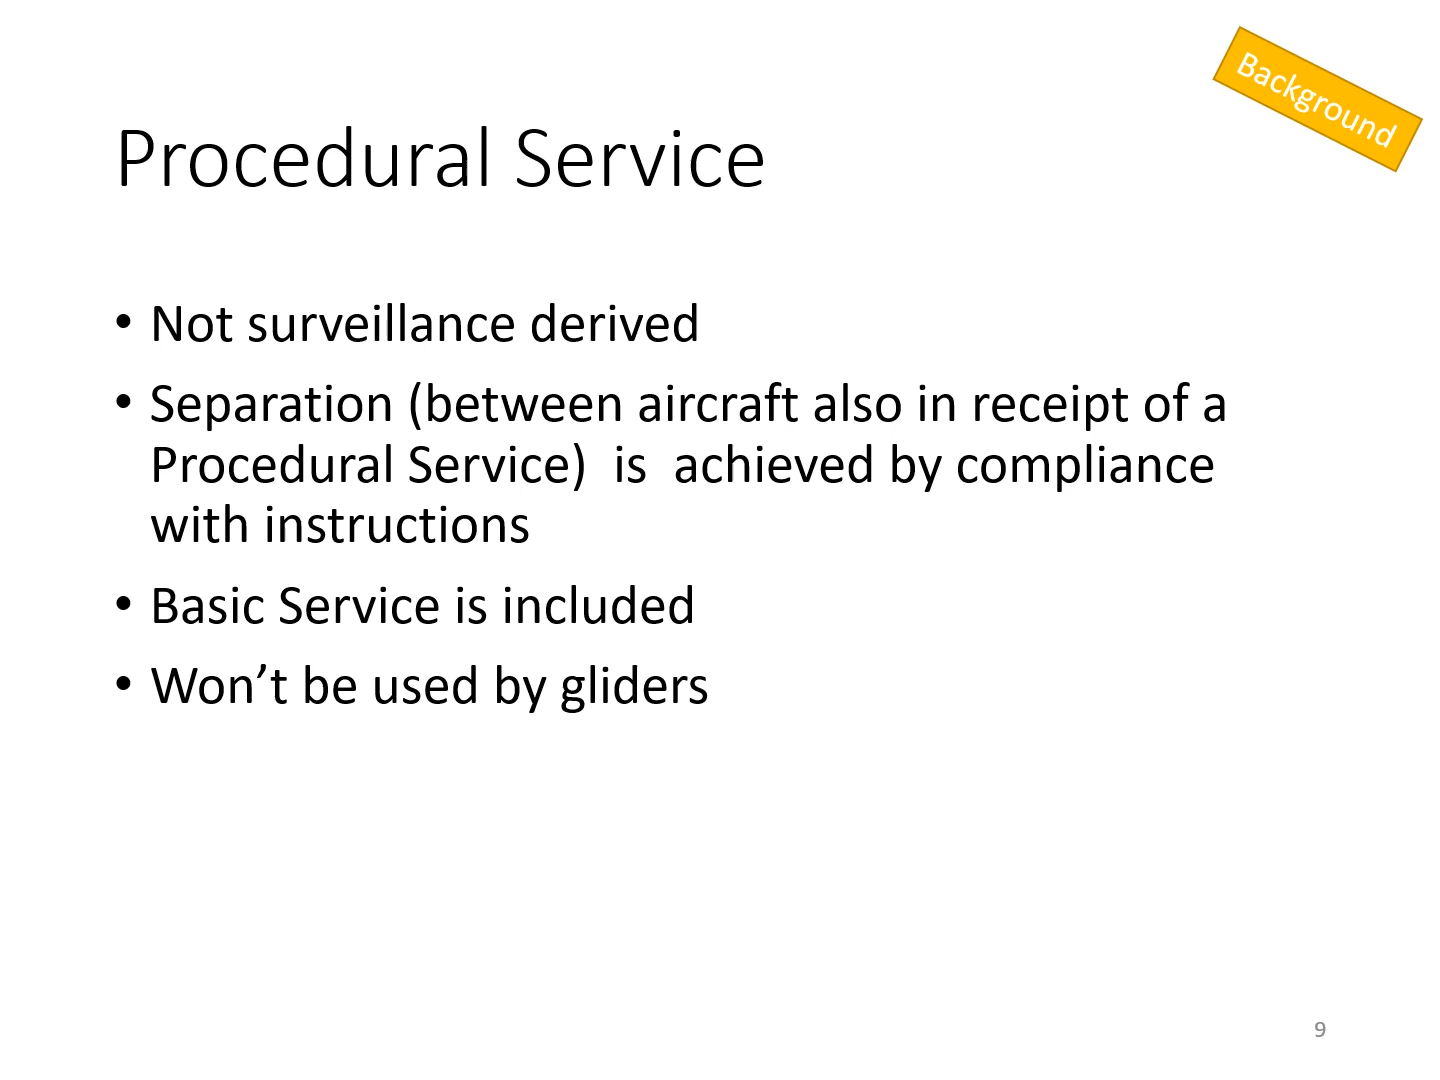 Background
Procedural Service
• Not surveillance derived
• Separation (between aircraft also in receipt of a
Procedural Service)  is  achieved by compliance
with instructions
• Basic Service is included
• Won’t be used by gliders
9